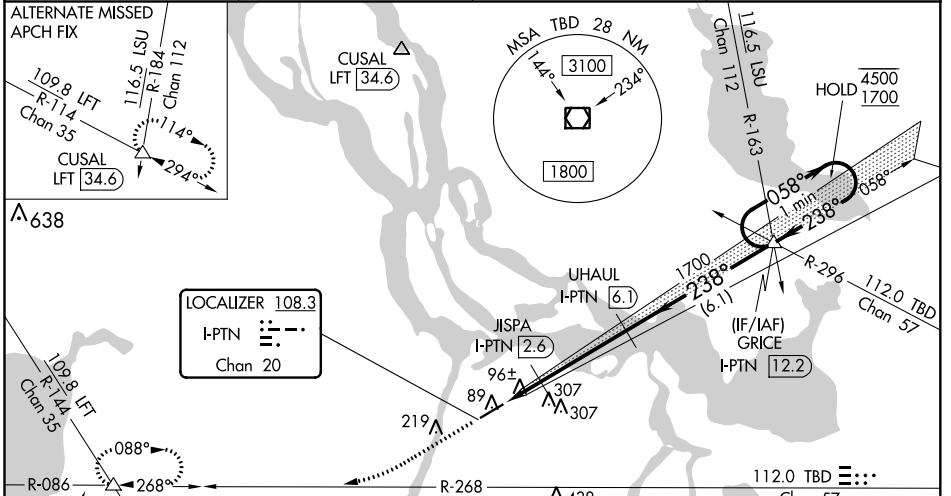 ALTERNATE MISSED
APCH FIX
116.5 LSU
R-184
Chan 112
109.8 LFT
R-114
Chan 35
114°
294°
CUSAL
LFT 34.6
CUSAL
LFT 34.6
MSA TBD 28 NM
144°
3100
234°
1800
116.5 LSU
Chan 112
R-163
HOLD 4500
1700
058°
1 min
058°
238°
638
1700
238°
(6.1)
UHAUL
I-PTN 6.1
R-296
112.0 TBD
Chan 57
(IF/IAF)
GRICE
I-PTN 12.2
LOCALIZER 108.3
I-PTN
Chan 20
JISPA
I-PTN 2.6
96±
307
307
89
219
109.8 LFT
R-144
Chan 35
088°
R-086
268°
R-268
112.0 TBD